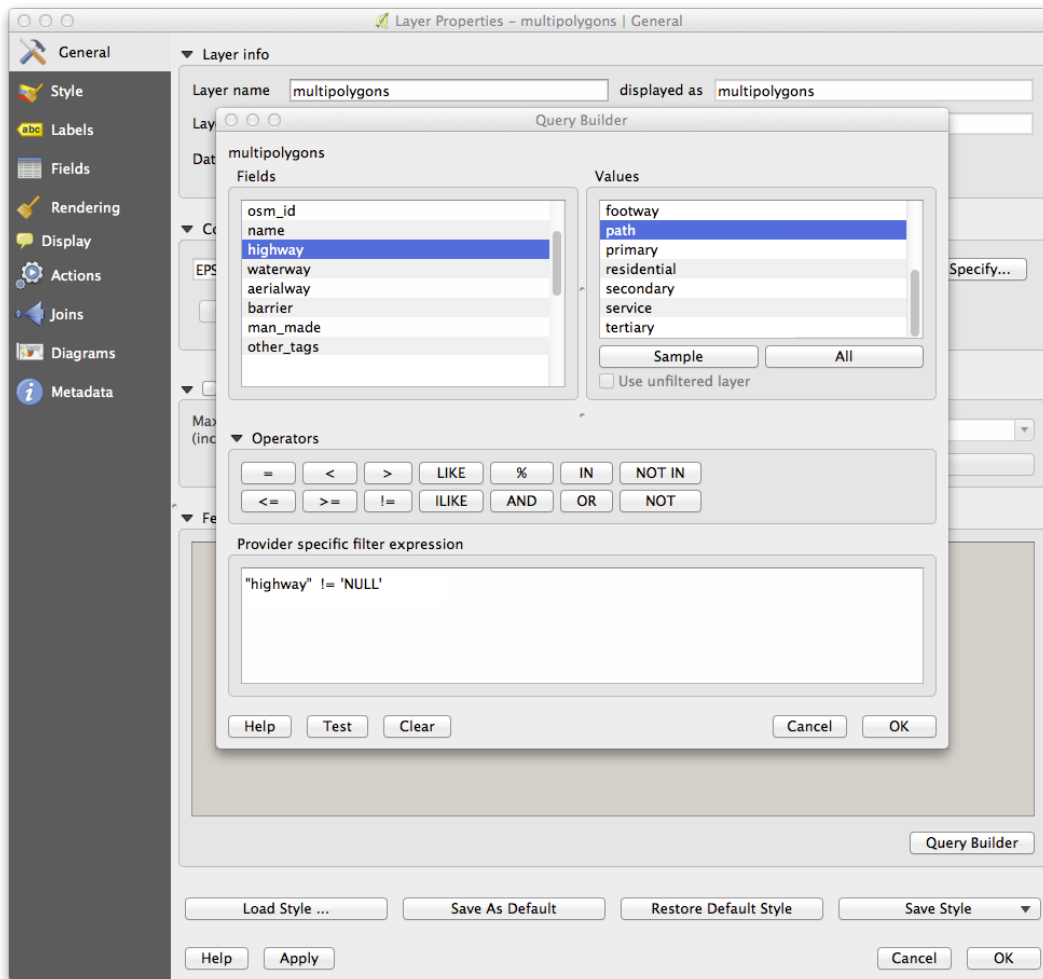 Layer Properties - multipolygons | General
General
Style
Labels
Fields
Rendering
Display
Actions
Joins
Diagrams
Metadata
Layer info
Layer name multipolygons displayed as multipolygons
Query Builder
multipolygons
Fields
osm_id
name
highway
waterway
aerialway
barrier
man_made
other_tags
Values
footway
path
primary
residential
secondary
service
tertiary
Sample All
Use unfiltered layer
Specify...
Operators
= < > LIKE % IN NOT IN
<= >= != ILIKE AND OR NOT
Provider specific filter expression
"highway" != 'NULL'
Help Test Clear Cancel OK
Query Builder
Load Style ... Save As Default Restore Default Style Save Style
Help Apply Cancel OK